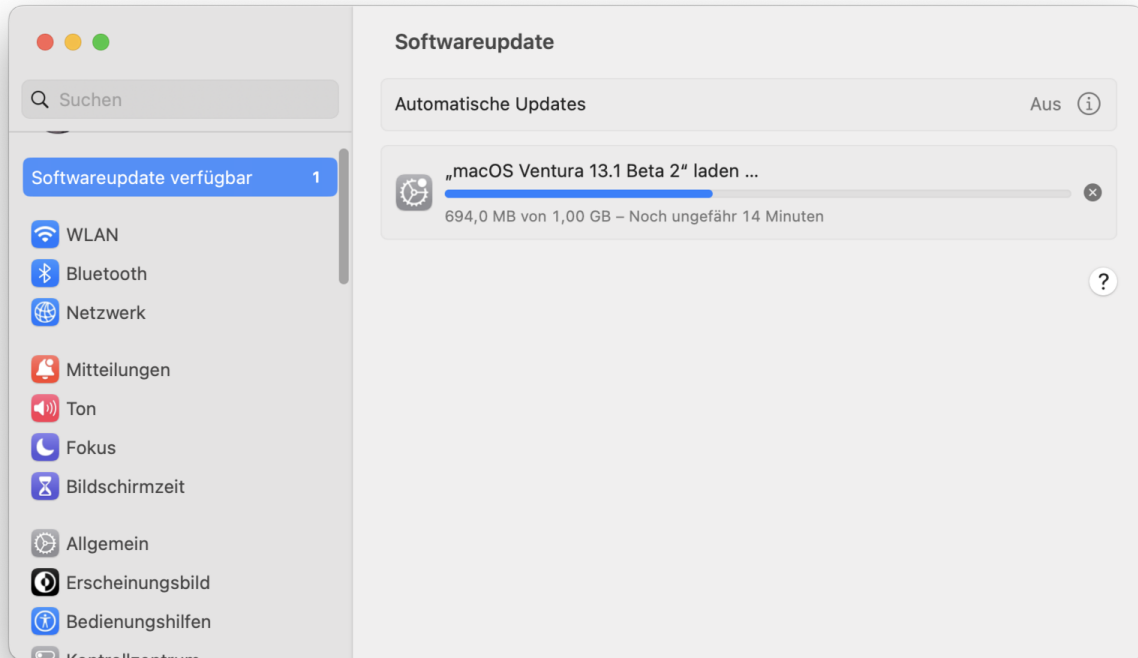 Suchen
Softwareupdate verfügbar 1
WLAN
Bluetooth
Netzwerk
Mitteilungen
Ton
Fokus
Bildschirmzeit
Allgemein
Erscheinungsbild
Bedienungshilfen
Kontrollzentrum
Softwareupdate
Automatische Updates Aus
„macOS Ventura 13.1 Beta 2“ laden ...
694,0 MB von 1,00 GB – Noch ungefähr 14 Minuten
?